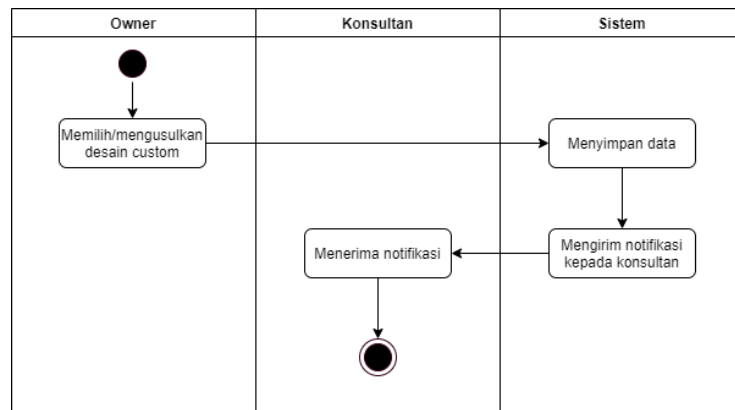 Owner
Konsultan
Sistem
Memilih/mengusulkan
desain custom
Menyimpan data
Menerima notifikasi
Mengirim notifikasi
kepada konsultan